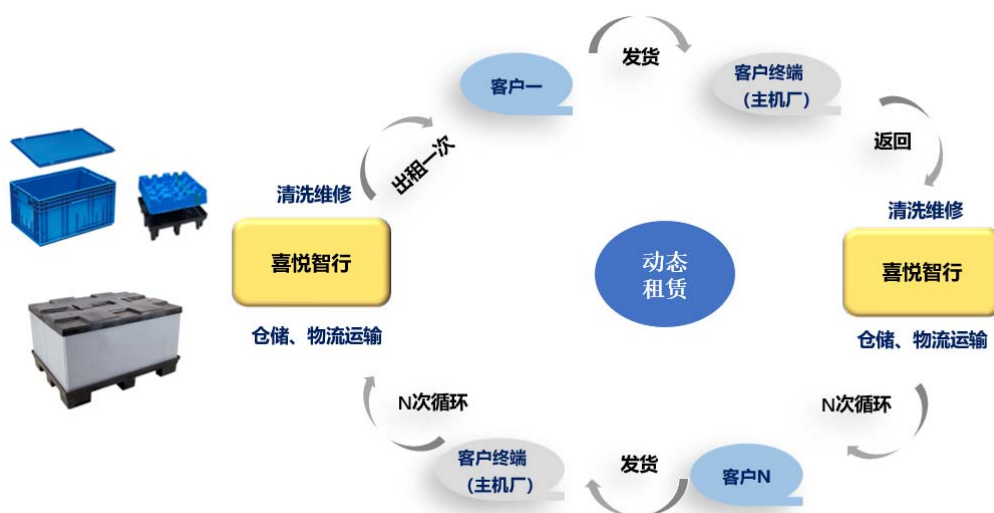 发货
客户一
客户终端
（主机厂）
出租一次
返回
清洗维修
喜悦智行
仓储、物流运输
动态
租赁
清洗维修
喜悦智行
仓储、物流运输
N次循环
N次循环
客户终端
（主机厂）
发货
客户N